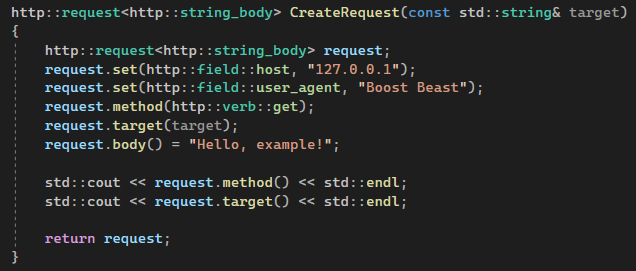 http::request<http::string_body> CreateRequest(const std::string& target)
{
    http::request<http::string_body> request;
    request.set(http::field::host, "127.0.0.1");
    request.set(http::field::user_agent, "Boost Beast");
    request.method(http::verb::get);
    request.target(target);
    request.body() = "Hello, example!";

    std::cout << request.method() << std::endl;
    std::cout << request.target() << std::endl;

    return request;
}